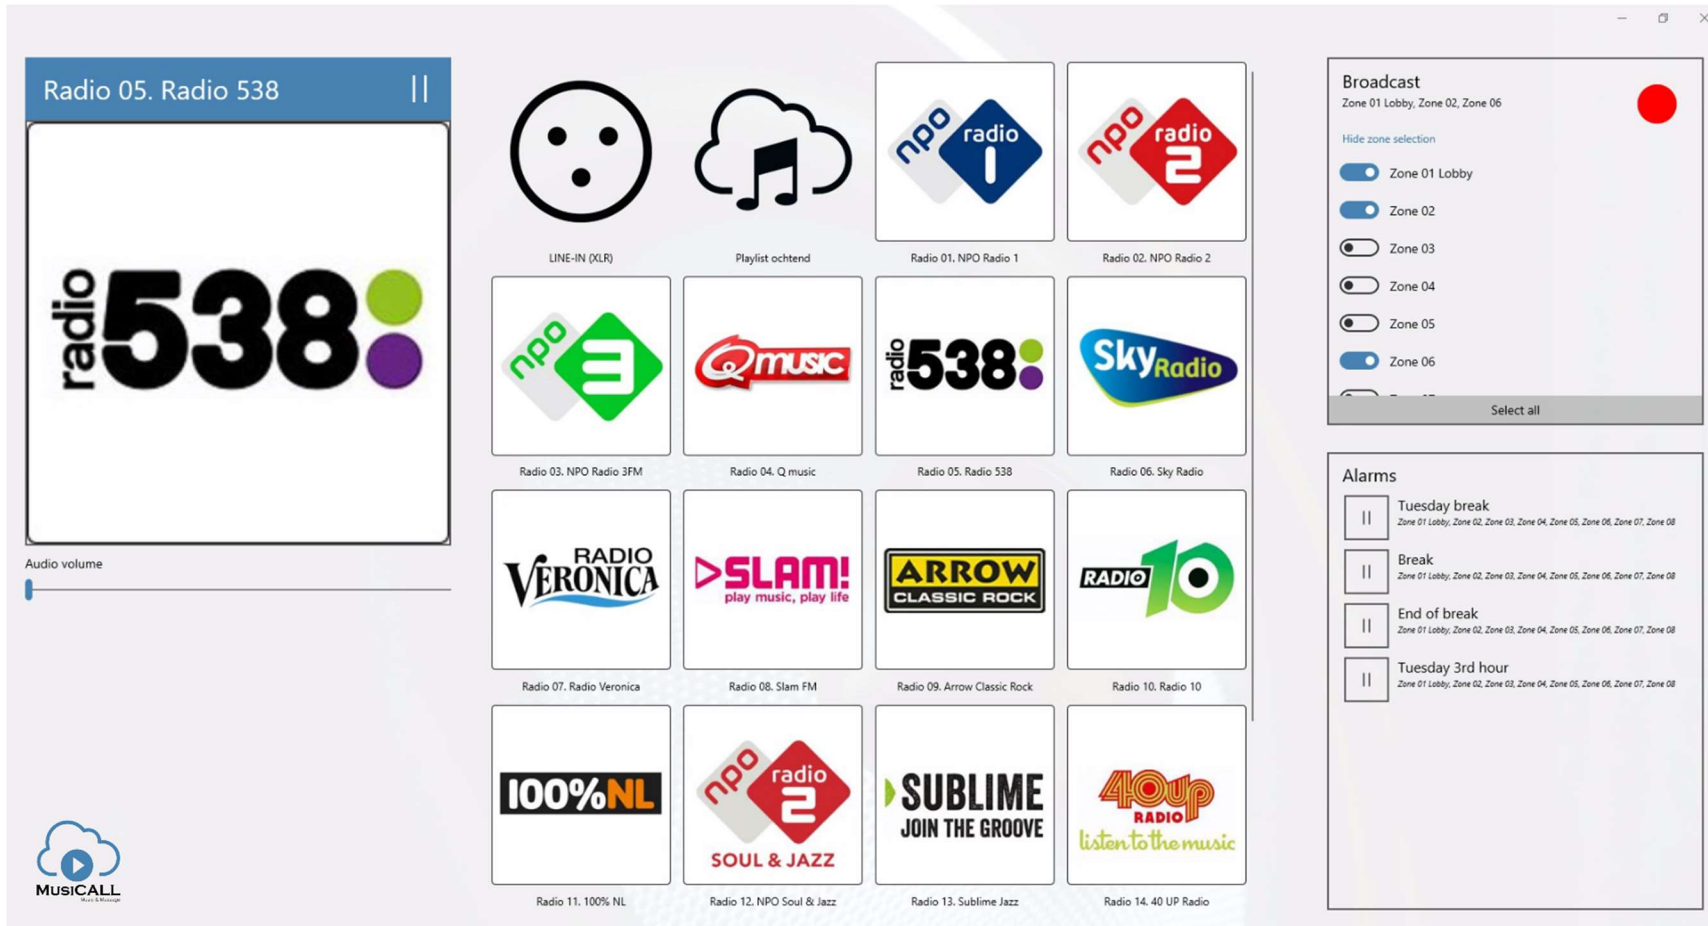 Radio 05. Radio 538
radio 538
Audio volume
MusiCALL
Music & Message
LINE-IN (XLR)
Playlist ochtend
npo radio 1
Radio 01. NPO Radio 1
npo radio 2
Radio 02. NPO Radio 2
npo 3
Radio 03. NPO Radio 3FM
Q music
Radio 04. Q music
radio 538
Radio 05. Radio 538
Sky Radio
Radio 06. Sky Radio
RADIO
VERONICA
Radio 07. Radio Veronica
SLAM!
play music, play life
Radio 08. Slam FM
ARROW
CLASSIC ROCK
Radio 09. Arrow Classic Rock
RADIO 10
Radio 10. Radio 10
100%NL
Radio 11. 100% NL
npo radio 2
SOUL & JAZZ
Radio 12. NPO Soul & Jazz
SUBLIME
JOIN THE GROOVE
Radio 13. Sublime Jazz
40up
RADIO
listen to the music
Radio 14. 40 UP Radio
Broadcast
Zone 01 Lobby, Zone 02, Zone 06
Hide zone selection
Zone 01 Lobby
Zone 02
Zone 03
Zone 04
Zone 05
Zone 06
Select all
Alarms
Tuesday break
Zone 01 Lobby, Zone 02, Zone 03, Zone 04, Zone 05, Zone 06, Zone 07, Zone 08
Break
Zone 01 Lobby, Zone 02, Zone 03, Zone 04, Zone 05, Zone 06, Zone 07, Zone 08
End of break
Zone 01 Lobby, Zone 02, Zone 03, Zone 04, Zone 05, Zone 06, Zone 07, Zone 08
Tuesday 3rd hour
Zone 01 Lobby, Zone 02, Zone 03, Zone 04, Zone 05, Zone 06, Zone 07, Zone 08